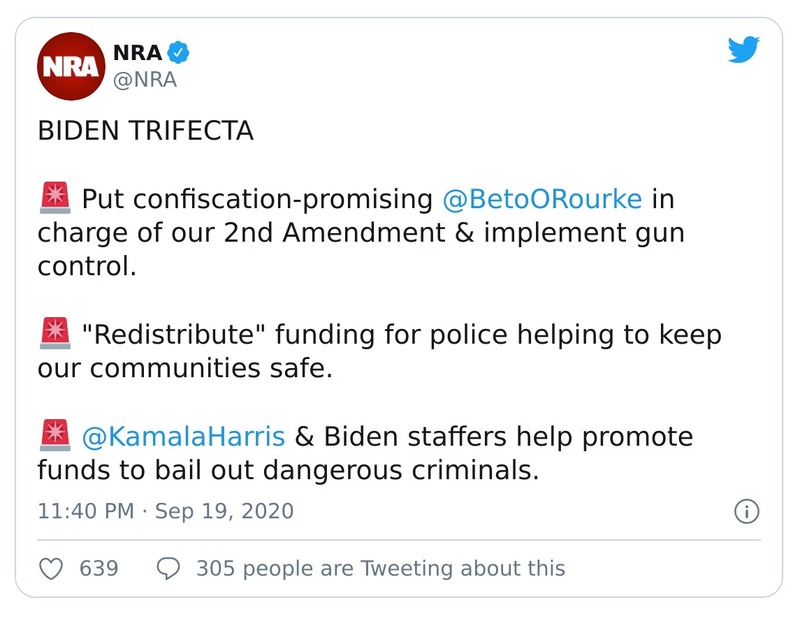 NRA
NRA
@NRA
BIDEN TRIFECTA
🚨 Put confiscation-promising @BetoORourke in
charge of our 2nd Amendment & implement gun
control.
🚨 "Redistribute" funding for police helping to keep
our communities safe.
🚨 @KamalaHarris & Biden staffers help promote
funds to bail out dangerous criminals.
11:40 PM · Sep 19, 2020
639
305 people are Tweeting about this